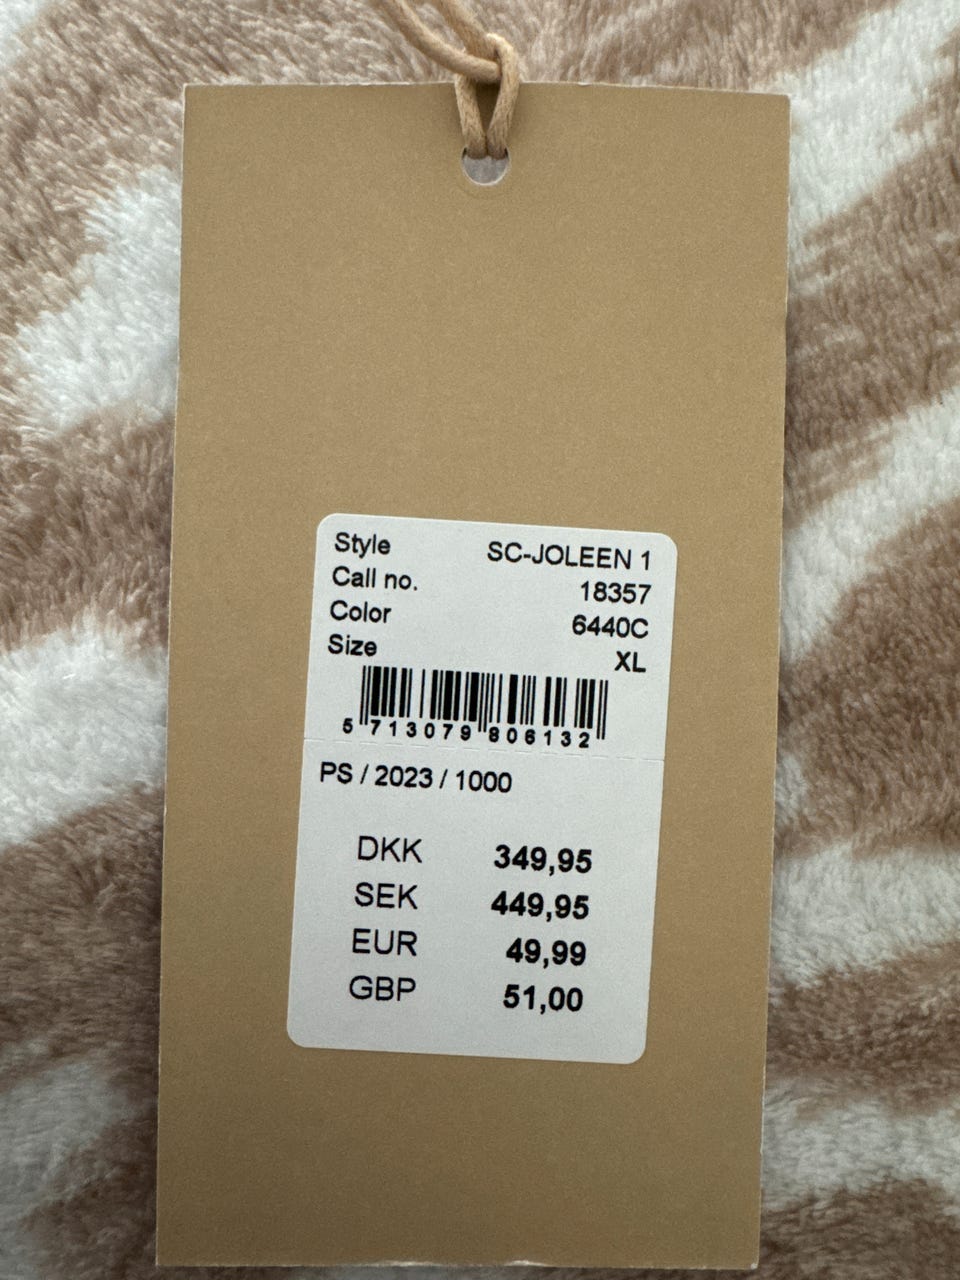 Style SC-JOLEEN 1
Call no. 18357
Color 6440C
Size XL
5 713079 806132
PS / 2023 / 1000
DKK 349,95
SEK 449,95
EUR 49,99
GBP 51,00